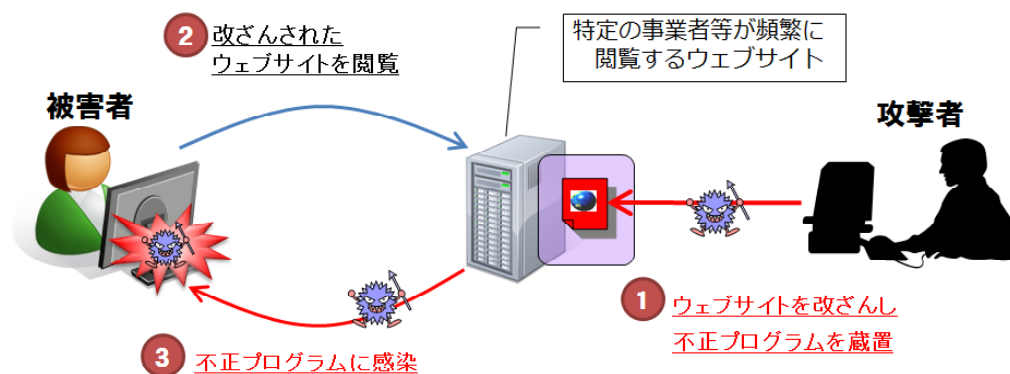 2 改ざんされた
ウェブサイトを閲覧
特定の事業者等が頻繁に
閲覧するウェブサイト
被害者
攻撃者
1 ウェブサイトを改ざんし
不正プログラムを蔵置
3 不正プログラムに感染